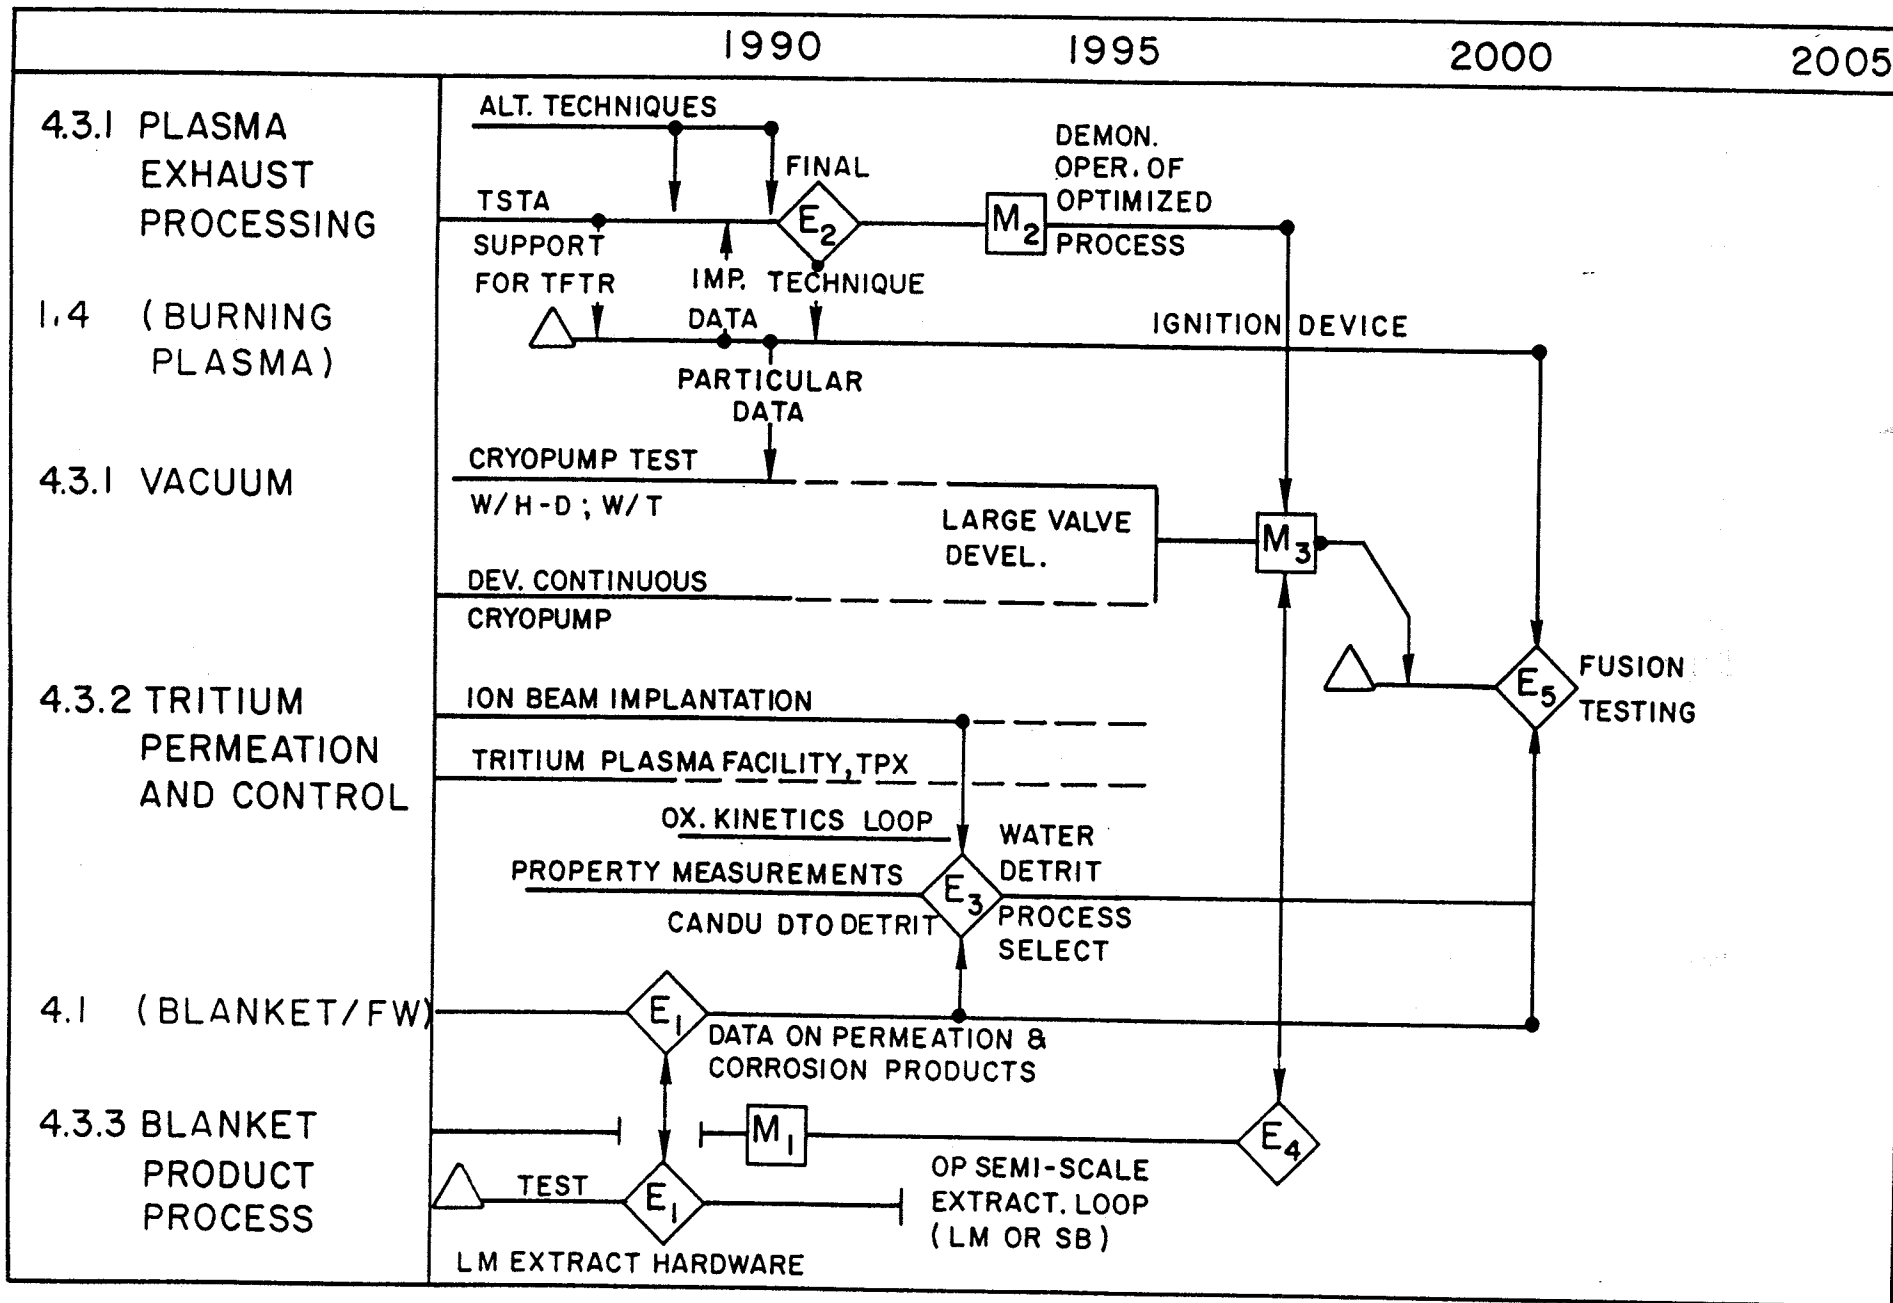 1990 1995 2000 2005
4.3.1 PLASMA
EXHAUST
PROCESSING
ALT. TECHNIQUES
TSTA
SUPPORT
FOR TFTR
FINAL
E2
M2
DEMON.
OPER. OF
OPTIMIZED
PROCESS
IMP.
DATA
TECHNIQUE
1.4 (BURNING
PLASMA)
IGNITION DEVICE
PARTICULAR
DATA
4.3.1 VACUUM
CRYOPUMP TEST
W/H-D ; W/T
LARGE VALVE
DEVEL.
M3
DEV. CONTINUOUS
CRYOPUMP
E5
FUSION
TESTING
4.3.2 TRITIUM
PERMEATION
AND CONTROL
ION BEAM IMPLANTATION
TRITIUM PLASMA FACILITY, TPX
OX. KINETICS LOOP
PROPERTY MEASUREMENTS
CANDU DTO DETRIT
E3
WATER
DETRIT
PROCESS
SELECT
4.1 (BLANKET/FW)
E1
DATA ON PERMEATION &
CORROSION PRODUCTS
4.3.3 BLANKET
PRODUCT
PROCESS
M1
E4
TEST
E1
OP SEMI-SCALE
EXTRACT. LOOP
(LM OR SB)
LM EXTRACT HARDWARE